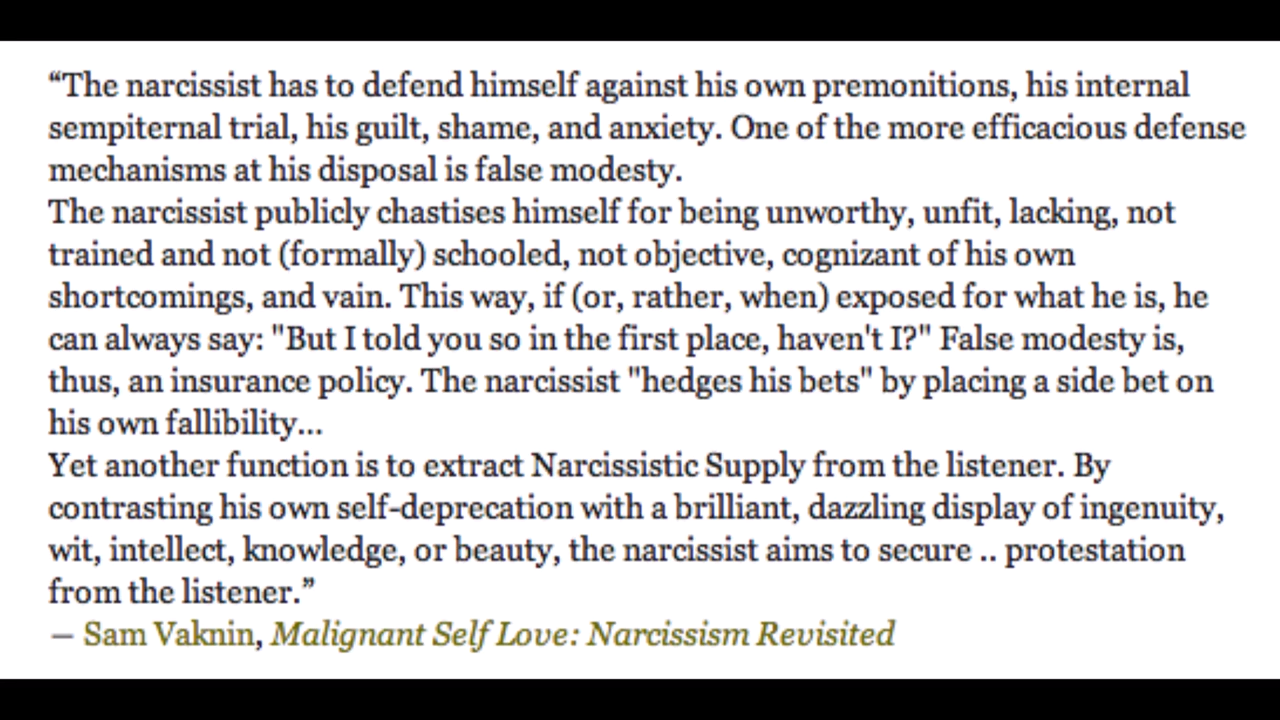 “The narcissist has to defend himself against his own premonitions, his internal
sempiternal trial, his guilt, shame, and anxiety. One of the more efficacious defense
mechanisms at his disposal is false modesty.
The narcissist publicly chastises himself for being unworthy, unfit, lacking, not
trained and not (formally) schooled, not objective, cognizant of his own
shortcomings, and vain. This way, if (or, rather, when) exposed for what he is, he
can always say: "But I told you so in the first place, haven't I?" False modesty is,
thus, an insurance policy. The narcissist "hedges his bets" by placing a side bet on
his own fallibility...
Yet another function is to extract Narcissistic Supply from the listener. By
contrasting his own self-deprecation with a brilliant, dazzling display of ingenuity,
wit, intellect, knowledge, or beauty, the narcissist aims to secure .. protestation
from the listener.”
— Sam Vaknin, Malignant Self Love: Narcissism Revisited